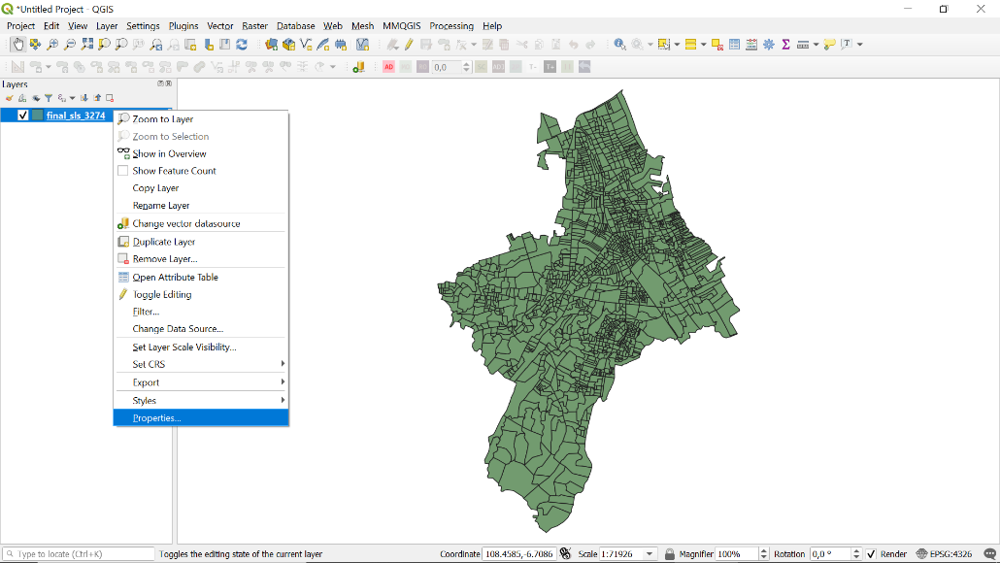 *Untitled Project - QGIS
Project Edit View Layer Settings Plugins Vector Raster Database Web Mesh MMQGIS Processing Help
AD
0,0
Layers
final_sls_3274
Zoom to Layer
Zoom to Selection
Show in Overview
Show Feature Count
Copy Layer
Rename Layer
Change vector datasource
Duplicate Layer
Remove Layer...
Open Attribute Table
Toggle Editing
Filter...
Change Data Source...
Set Layer Scale Visibility...
Set CRS
Export
Styles
Properties...
Type to locate (Ctrl+K) Toggles the editing state of the current layer Coordinate 108.4585,-6.7086 Scale 1:71926 Magnifier 100% Rotation 0,0 ° Render EPSG:4326